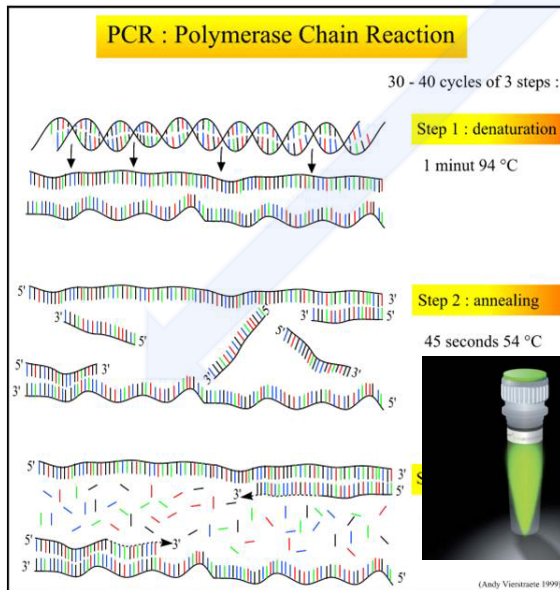 PCR : Polymerase Chain Reaction
30 - 40 cycles of 3 steps :
Step 1 : denaturation
1 minut 94 °C
5'
3'
Step 2 : annealing
3'
5'
5'
3'
5'
45 seconds 54 °C
5'
5'
3'
3'
3'
3'
5'
5'
3'
S
3'
5'
5'
3'
3'
5'
(Andy Vierstraete 1999)